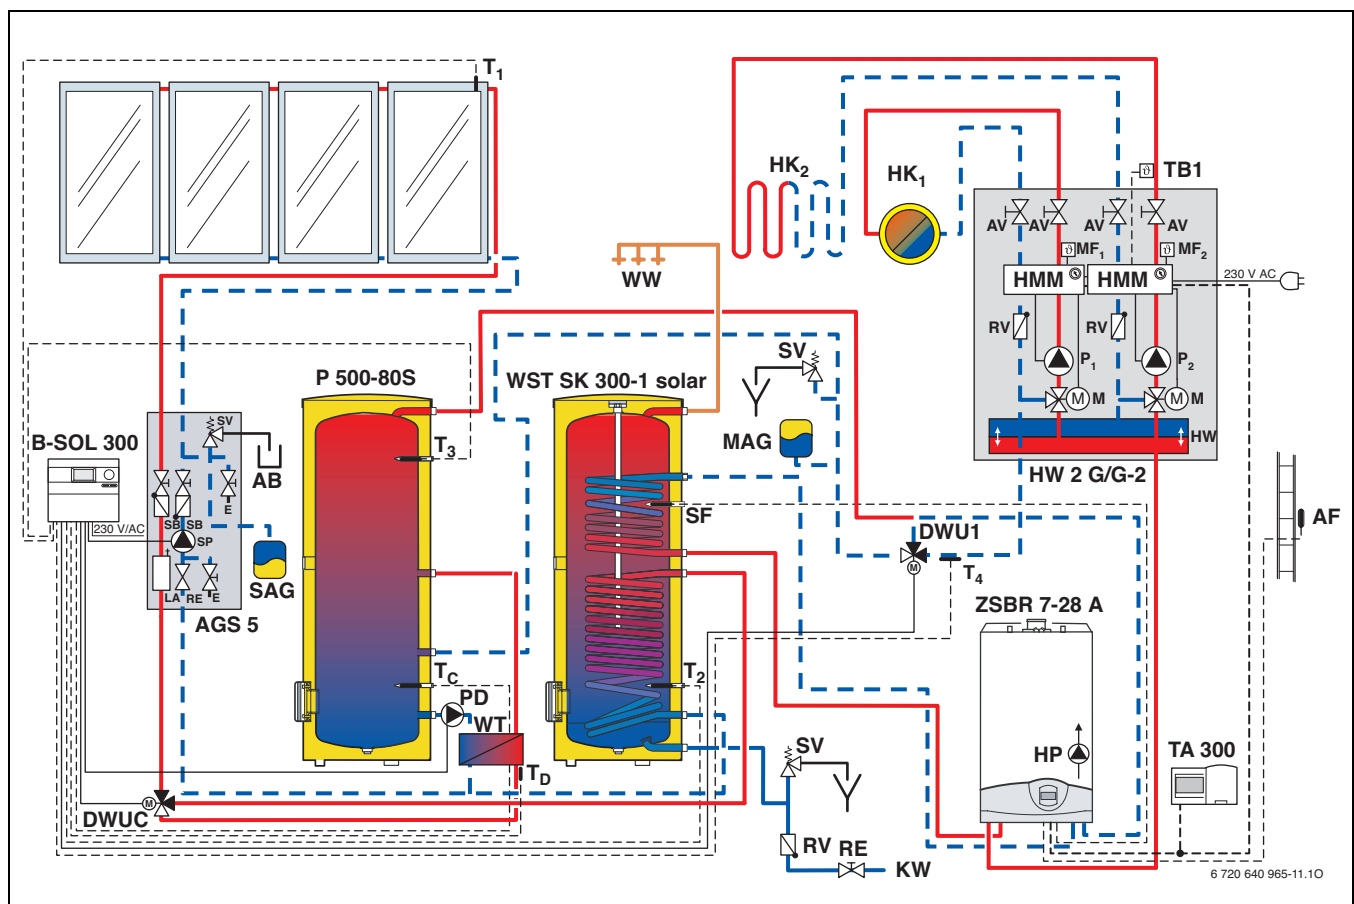 T1
HK2
HK1
TB1
AV
AV
AV
AV
MF1
MF2
WW
HMM
HMM
230 V AC
RV
RV
P1
P2
SV
P 500-80S
WST SK 300-1 solar
M
M
M
M
HW
SV
B-SOL 300
MAG
T3
AB
HW 2 G/G-2
E
SF
AF
230 V/AC
SB
SB
DWU1
SP
M
T4
SAG
LA
RE
E
ZSBR 7-28 A
AGS 5
TC
T2
PD
WT
SV
HP
TA 300
TD
M
DWUC
RV
RE
KW
6 720 640 965-11.1O